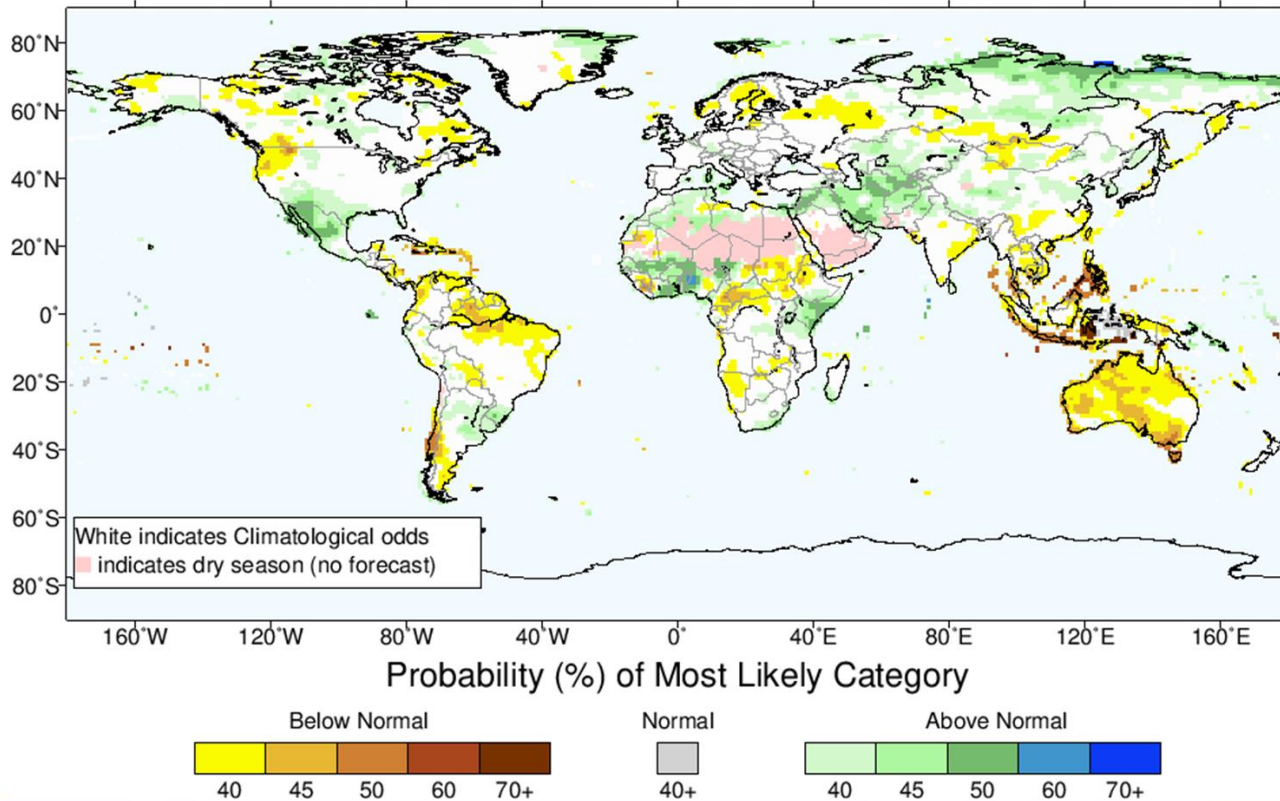 80˚N
60˚N
40˚N
20˚N
0˚
20˚S
40˚S
60˚S
80˚S
White indicates Climatological odds
indicates dry season (no forecast)
160˚W 120˚W 80˚W 40˚W 0˚ 40˚E 80˚E 120˚E 160˚E
Probability (%) of Most Likely Category
Below Normal Normal Above Normal
40 45 50 60 70+ 40+ 40 45 50 60 70+